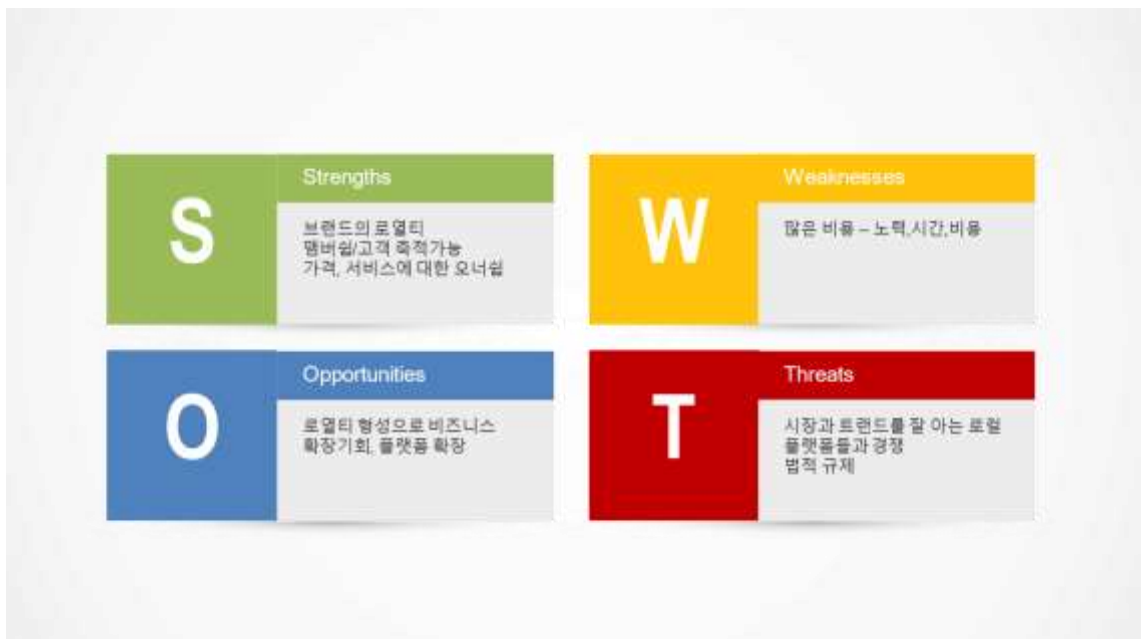 S
Strengths
브랜드의 로열티
맴버쉽/고객 축적가능
가격, 서비스에 대한 오너쉽
W
Weaknesses
많은 비용 – 노력,시간,비용
O
Opportunities
로열티 형성으로 비즈니스
확장기회, 플랫폼 확장
T
Threats
시장과 트랜드를 잘 아는 로컬
플랫폼들과 경쟁
법적 규제